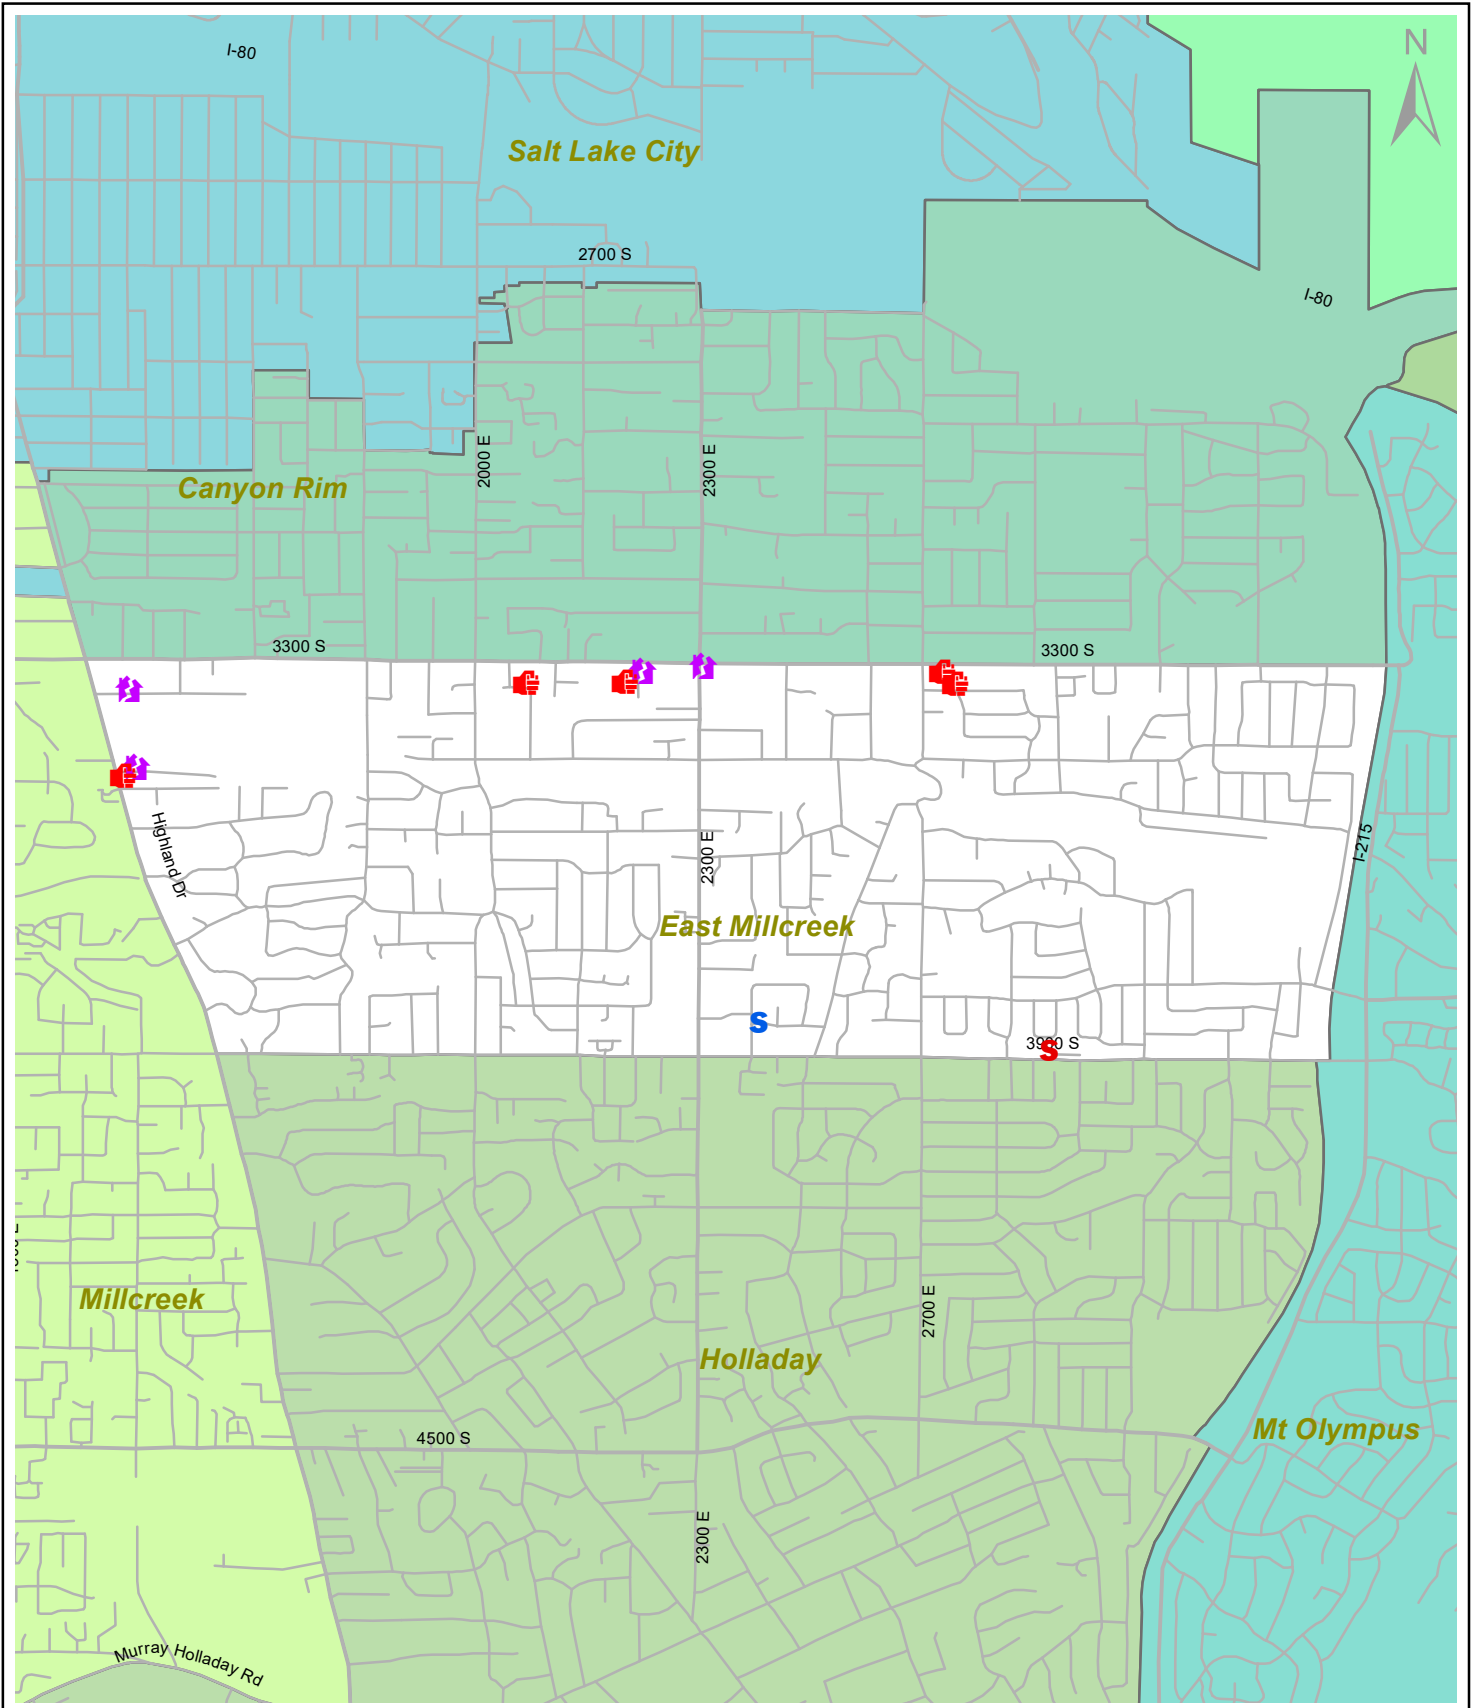 I-80
N
Salt Lake City
2700 S
I-80
2000 E
2300 E
Canyon Rim
3300 S
3300 S
Highland Dr
2300 E
I-215
East Millcreek
S
S
Millcreek
2700 E
Holladay
Mt Olympus
4500 S
2300 E
Murray Holladay Rd